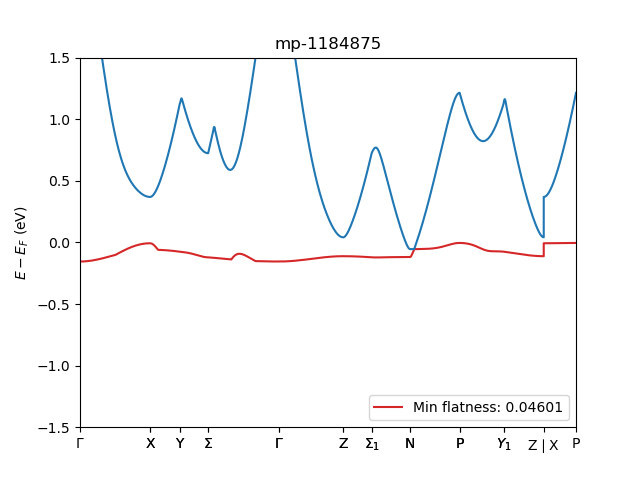 mp-1184875
E − E_F (eV)
1.5
1.0
0.5
0.0
−0.5
−1.0
−1.5
Min flatness: 0.04601
Γ X Y Σ Γ Z Σ₁ N P Y₁ Z | X P